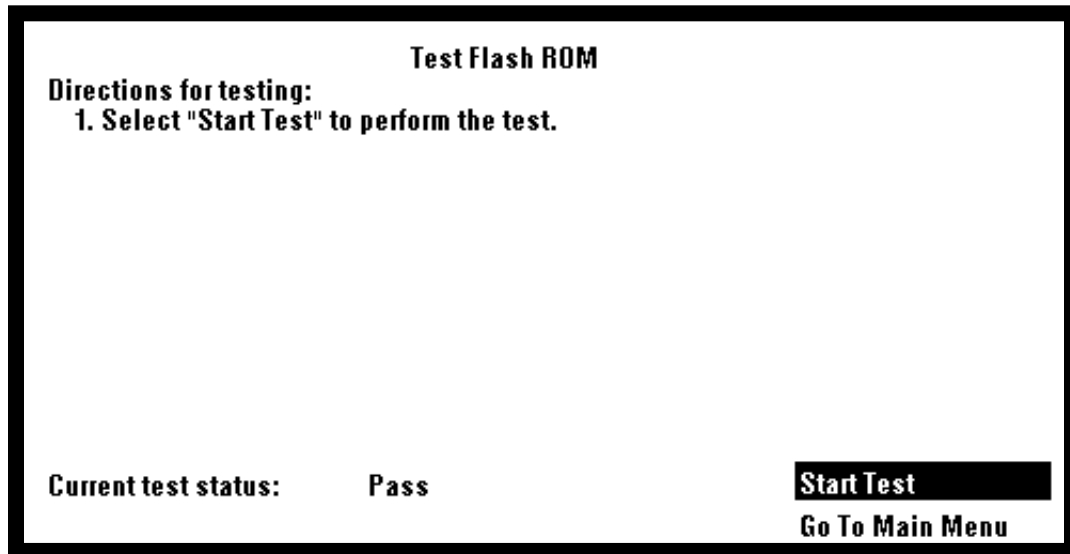 Test Flash ROM
Directions for testing:
1. Select "Start Test" to perform the test.
Current test status: Pass
Start Test
Go To Main Menu